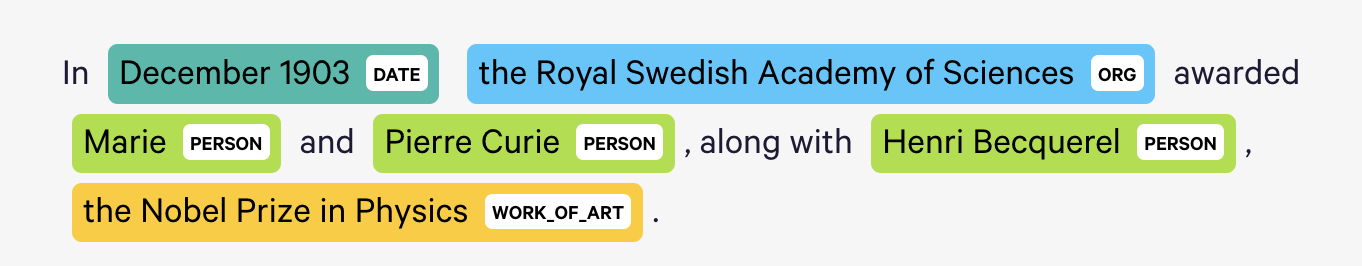 In December 1903 DATE the Royal Swedish Academy of Sciences ORG awarded
Marie PERSON and Pierre Curie PERSON , along with Henri Becquerel PERSON ,
the Nobel Prize in Physics WORK_OF_ART .